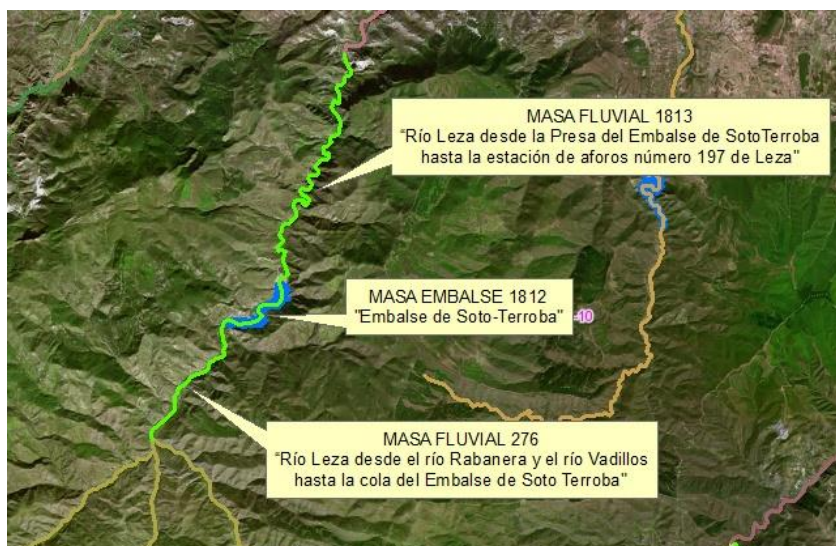 MASA FLUVIAL 1813
“Río Leza desde la Presa del Embalse de SotoTerroba
hasta la estación de aforos número 197 de Leza"
MASA EMBALSE 1812
"Embalse de Soto-Terroba"
-10
MASA FLUVIAL 276
“Río Leza desde el río Rabanera y el río Vadillos
hasta la cola del Embalse de Soto Terroba"